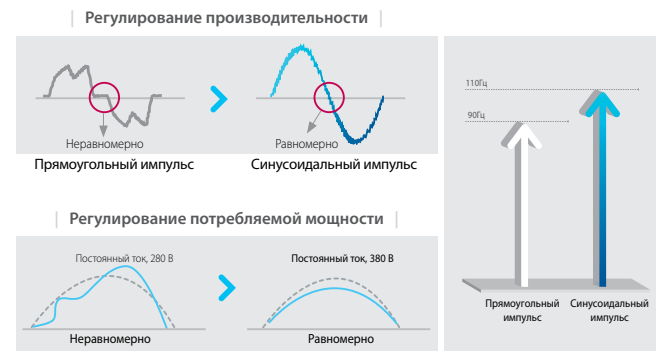 Регулирование производительности
Неравномерно
Равномерно
Прямоугольный импульс
Синусоидальный импульс
Регулирование потребляемой мощности
Постоянный ток, 280 В
Постоянный ток, 380 В
Неравномерно
Равномерно
110Гц
90Гц
Прямоугольный
импульс
Синусоидальный
импульс